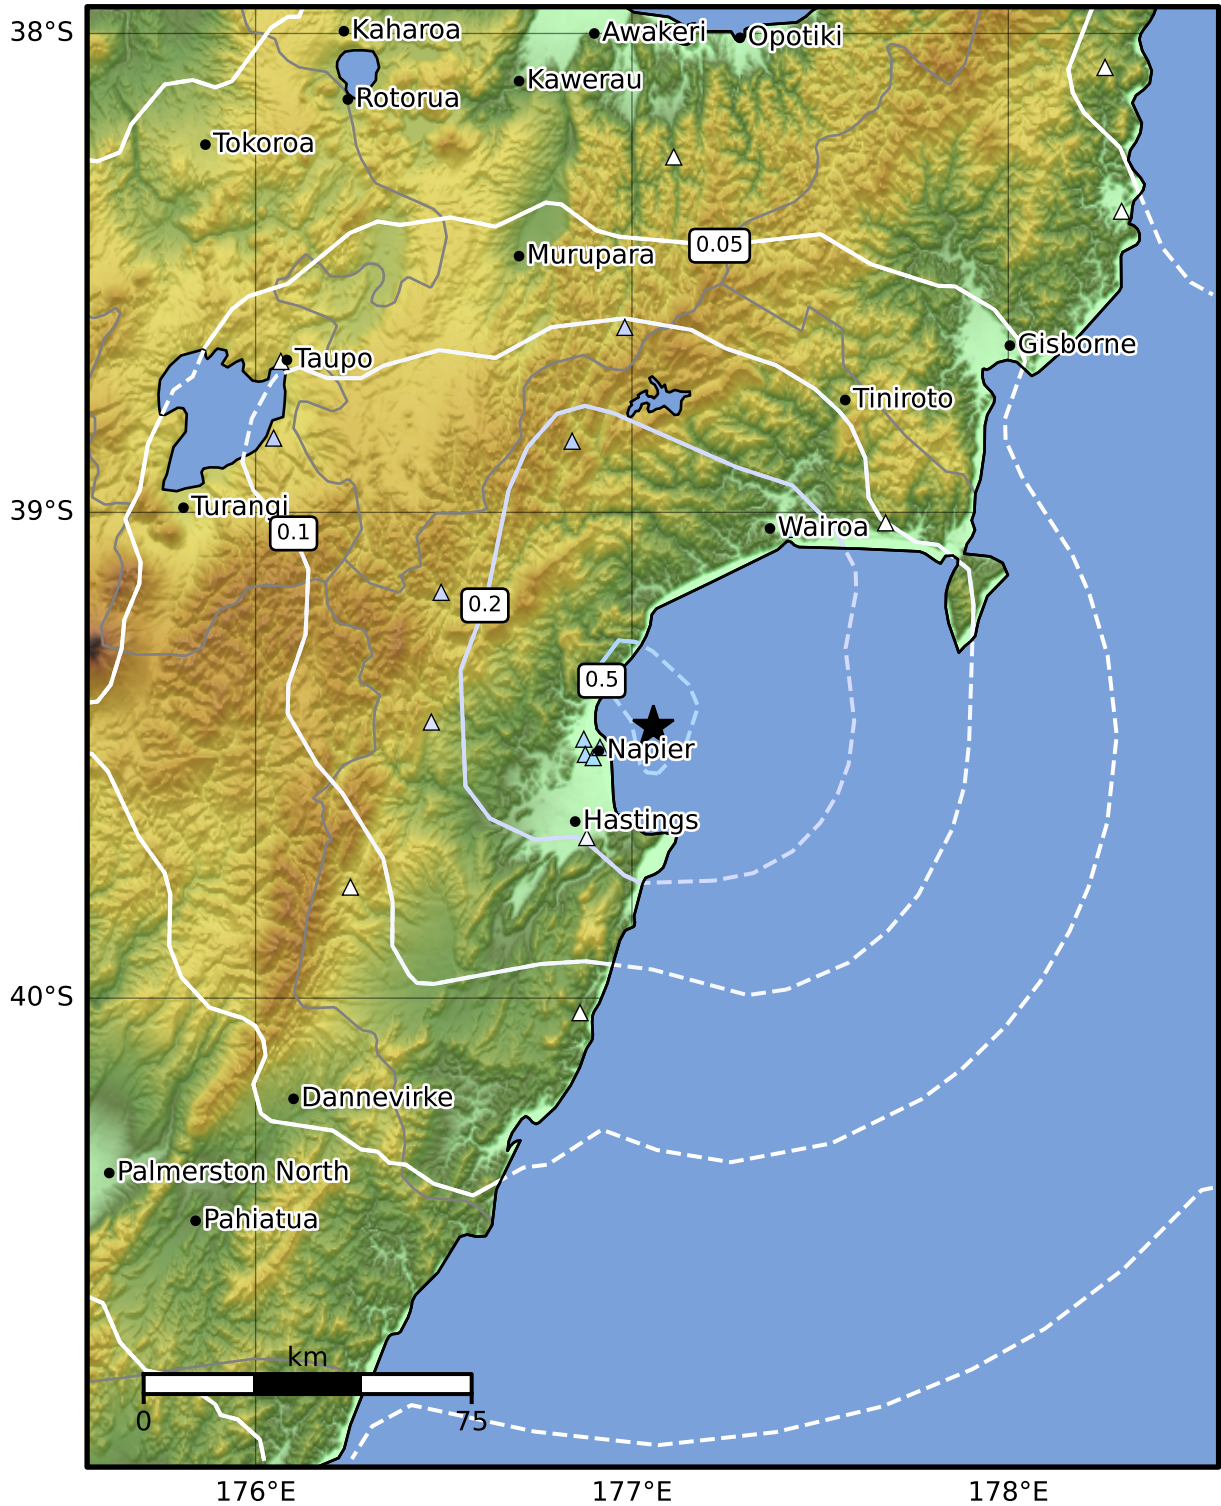 38°S
Kaharoa
Awakeri
Opotiki
Kawerau
Rotorua
Tokoroa
0.05
Murupara
Gisborne
Taupo
Tiniroto
39°S
Turangi
0.1
Wairoa
0.2
0.5
Napier
Hastings
40°S
Dannevirke
Palmerston North
Pahiatua
km
0 75
176°E 177°E 178°E